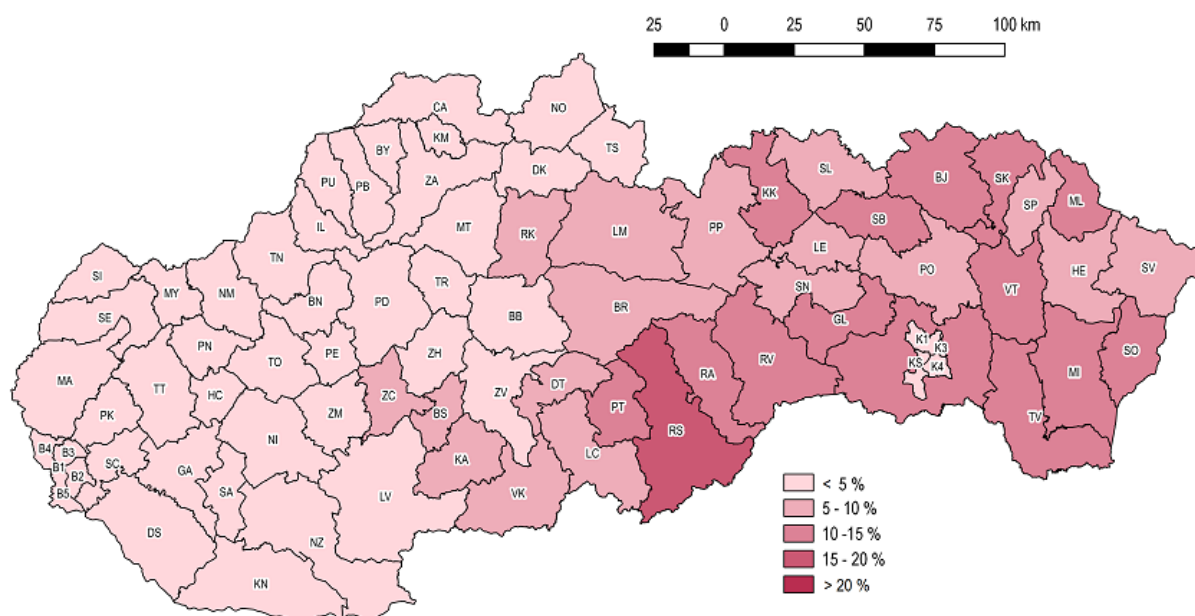 25 0 25 50 75 100 km
CA
NO
KM
BY
TS
PU
PB
ZA
DK
SL
BJ
SK
KK
SP
ML
IL
MT
RK
LM
PP
SB
TN
LE
PO
HE
SV
SI
MY
NM
BN
PD
TR
SN
VT
SE
BB
BR
GL
PN
TO
PE
ZH
K1
K3
SO
MA
TT
HC
ZC
ZV
DT
RA
RV
KS
K4
MI
PK
ZM
BS
PT
NI
RS
TV
B4
B3
SC
GA
KA
LC
B1
B2
B5
SA
LV
VK
DS
NZ
KN
< 5 %
5 - 10 %
10 -15 %
15 - 20 %
> 20 %